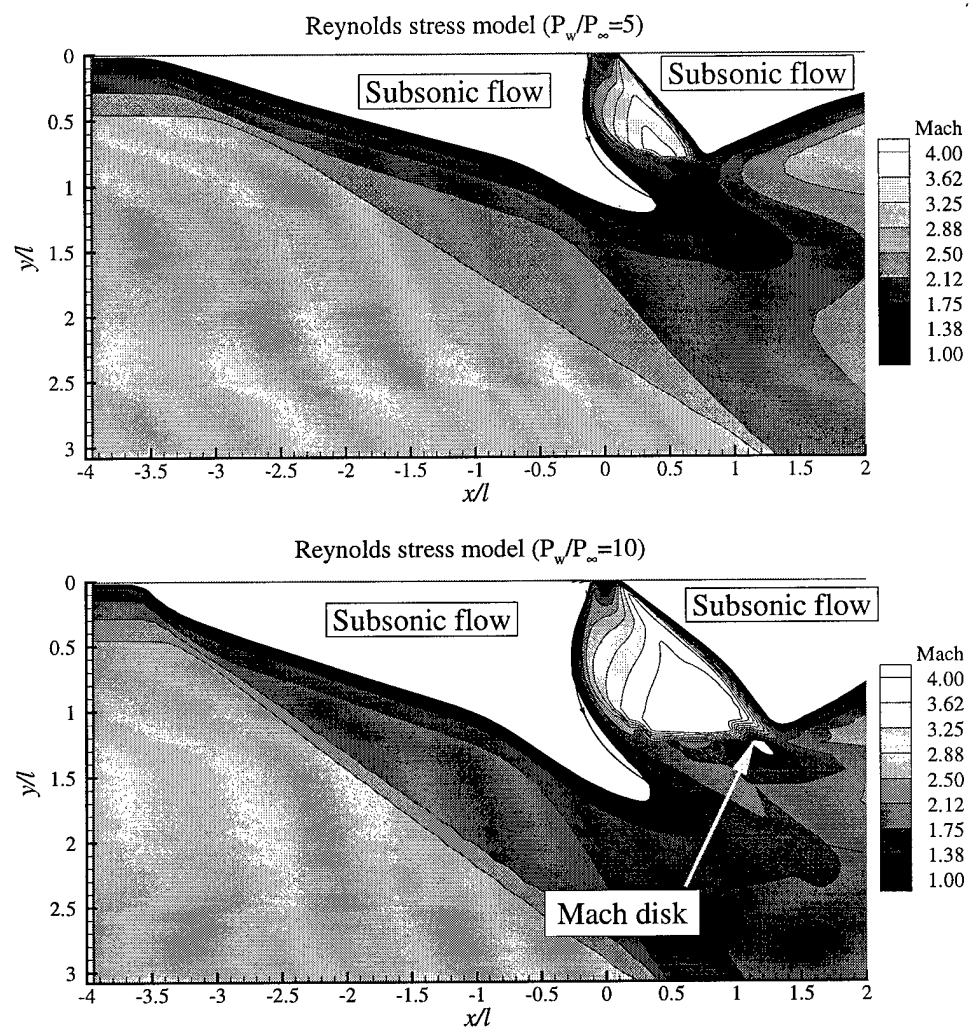 Reynolds stress model (P_w/P_∞=5)
Subsonic flow
Subsonic flow
Mach
4.00
3.62
3.25
2.88
2.50
2.12
1.75
1.38
1.00
0
0.5
1
1.5
2
2.5
3
y/l
-4 -3.5 -3 -2.5 -2 -1.5 -1 -0.5 0 0.5 1 1.5 2
x/l
Reynolds stress model (P_w/P_∞=10)
Subsonic flow
Subsonic flow
Mach
4.00
3.62
3.25
2.88
2.50
2.12
1.75
1.38
1.00
0
0.5
1
1.5
2
2.5
3
y/l
Mach disk
-4 -3.5 -3 -2.5 -2 -1.5 -1 -0.5 0 0.5 1 1.5 2
x/l